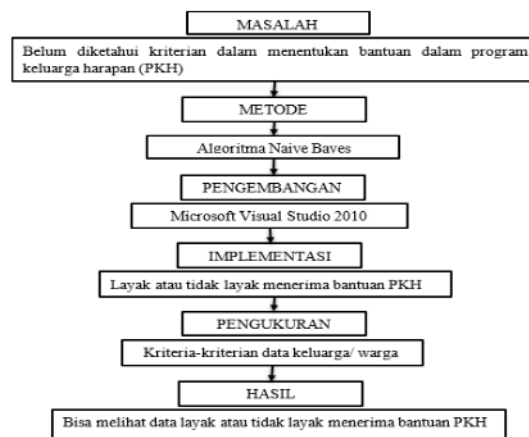 MASALAH
Belum diketahui kriterian dalam menentukan bantuan dalam program
keluarga harapan (PKH)
METODE
Algoritma Naive Baves
PENGEMBANGAN
Microsoft Visual Studio 2010
IMPLEMENTASI
Layak atau tidak layak menerima bantuan PKH
PENGUKURAN
Kriteria-kriterian data keluarga/ warga
HASIL
Bisa melihat data layak atau tidak layak menerima bantuan PKH